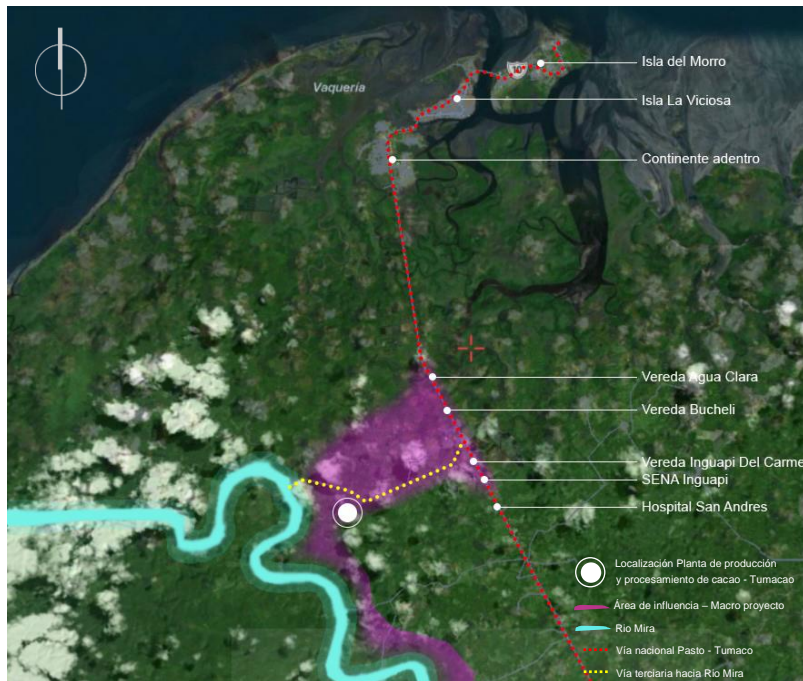 Isla del Morro
10
Vaquería
Isla La Viciosa
Continente adentro
Vereda Agua Clara
Vereda Bucheli
Vereda Inguapi Del Carme
SENA Inguapi
Hospital San Andres
Localización Planta de producción
y procesamiento de cacao - Tumacao
Área de influencia – Macro proyecto
Rio Mira
Vía nacional Pasto - Tumaco
Vía terciaria hacia Río Mira